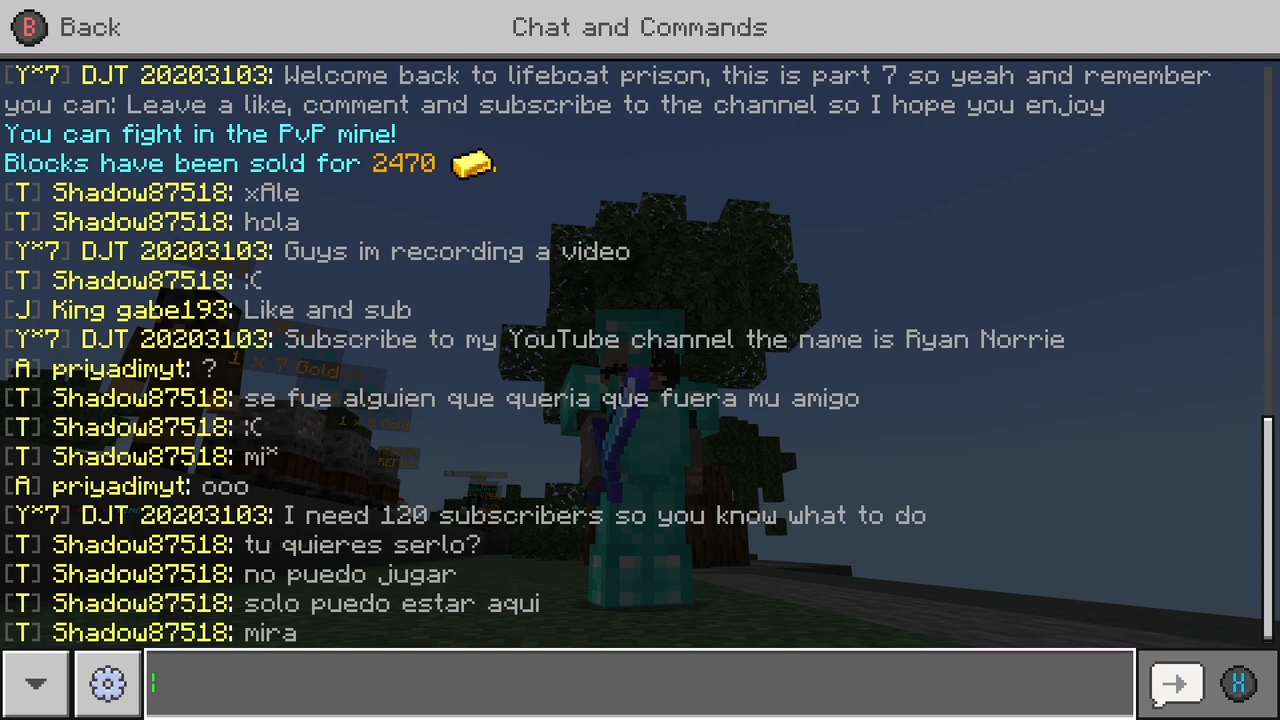 B Back
Chat and Commands
[Y*7] DJT 20203103: Welcome back to lifeboat prison, this is part 7 so yeah and remember
you can: Leave a like, comment and subscribe to the channel so I hope you enjoy
You can fight in the PvP mine!
Blocks have been sold for 2470 .
[T] Shadow87518: xAle
[T] Shadow87518: hola
[Y*7] DJT 20203103: Guys im recording a video
[T] Shadow87518: :(
[J] King gabe193: Like and sub
[Y*7] DJT 20203103: Subscribe to my YouTube channel the name is Ryan Norrie
[A] priyadimyt: ?
[T] Shadow87518: se fue alguien que queria que fuera mu amigo
[T] Shadow87518: :(
[T] Shadow87518: mi*
[A] priyadimyt: ooo
[Y*7] DJT 20203103: I need 120 subscribers so you know what to do
[T] Shadow87518: tu quieres serlo?
[T] Shadow87518: no puedo jugar
[T] Shadow87518: solo puedo estar aqui
[T] Shadow87518: mira
1 x ? Gold
1 x ? Gold
X